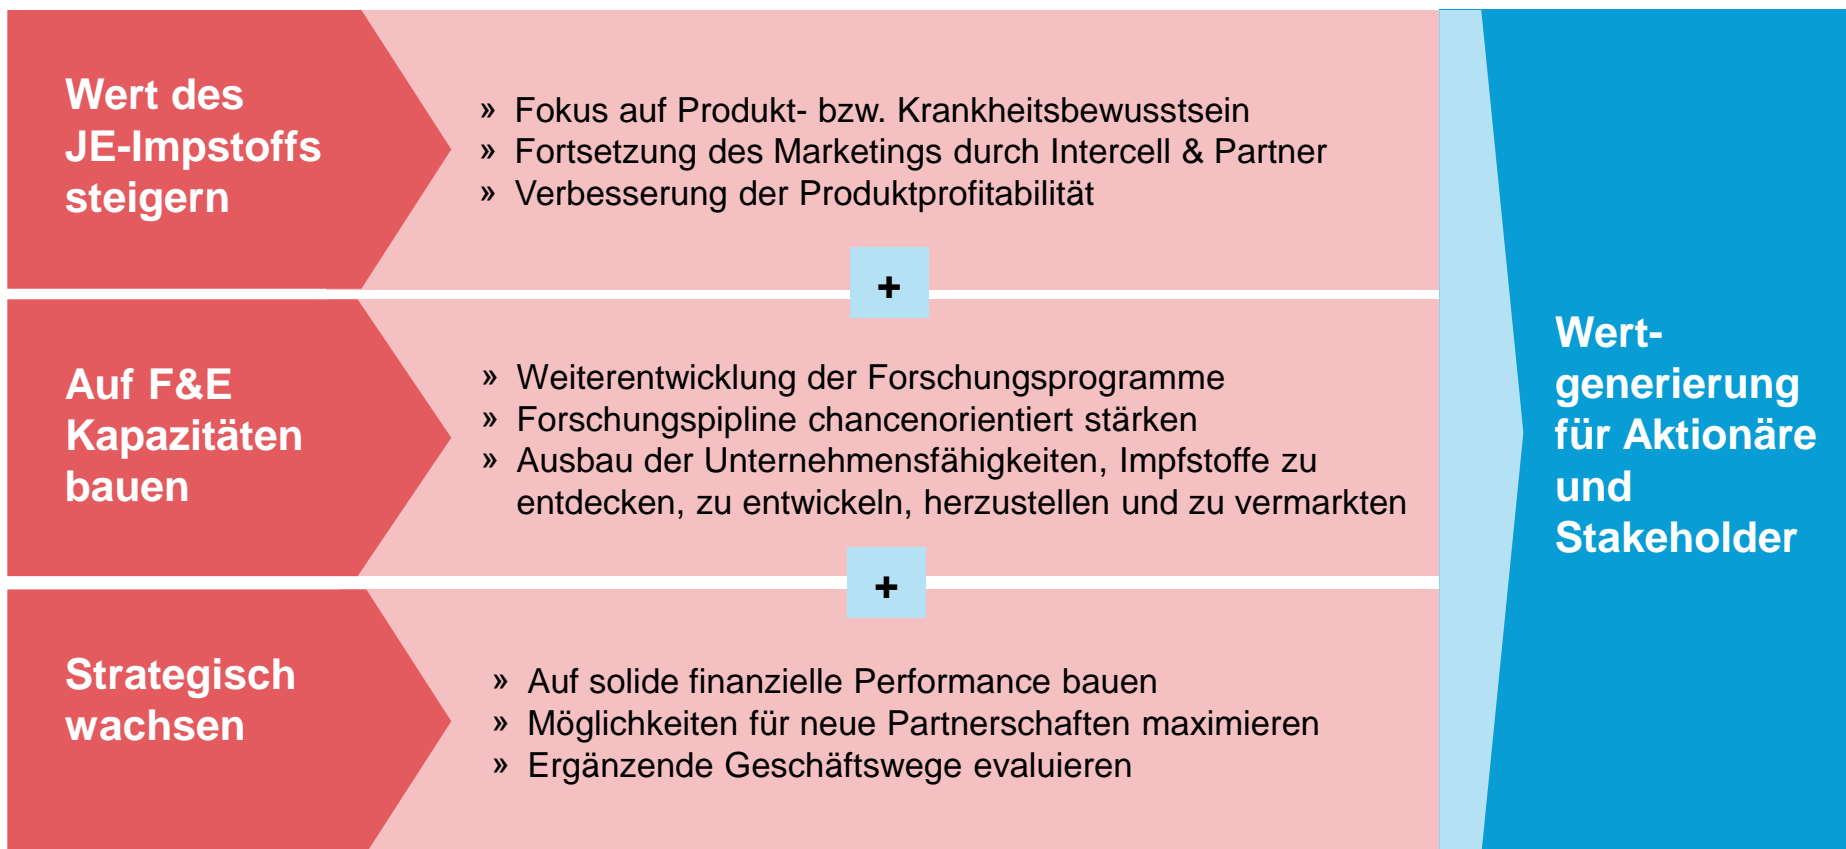 Wert des
JE-Impstoffs
steigern
» Fokus auf Produkt- bzw. Krankheitsbewusstsein
» Fortsetzung des Marketings durch Intercell & Partner
» Verbesserung der Produktprofitabilität
+
Auf F&E
Kapazitäten
bauen
» Weiterentwicklung der Forschungsprogramme
» Forschungspipline chancenorientiert stärken
» Ausbau der Unternehmensfähigkeiten, Impfstoffe zu
entdecken, zu entwickeln, herzustellen und zu vermarkten
+
Strategisch
wachsen
» Auf solide finanzielle Performance bauen
» Möglichkeiten für neue Partnerschaften maximieren
» Ergänzende Geschäftswege evaluieren
Wert-
generierung
für Aktionäre
und
Stakeholder